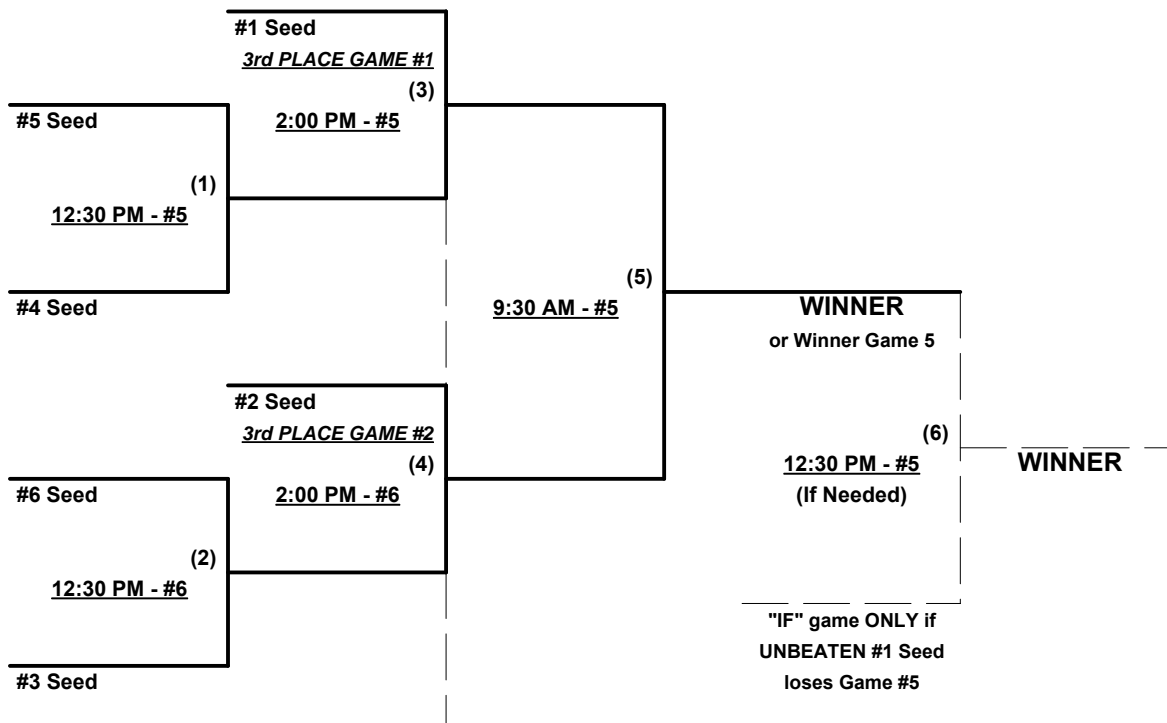 #1 Seed
3rd PLACE GAME #1
(3)
2:00 PM - #5
#5 Seed
(1)
12:30 PM - #5
#4 Seed
(5)
9:30 AM - #5
WINNER
or Winner Game 5
#2 Seed
3rd PLACE GAME #2
(4)
2:00 PM - #6
#6 Seed
(2)
12:30 PM - #6
#3 Seed
(6)
12:30 PM - #5
(If Needed)
WINNER
"IF" game ONLY if
UNBEATEN #1 Seed
loses Game #5